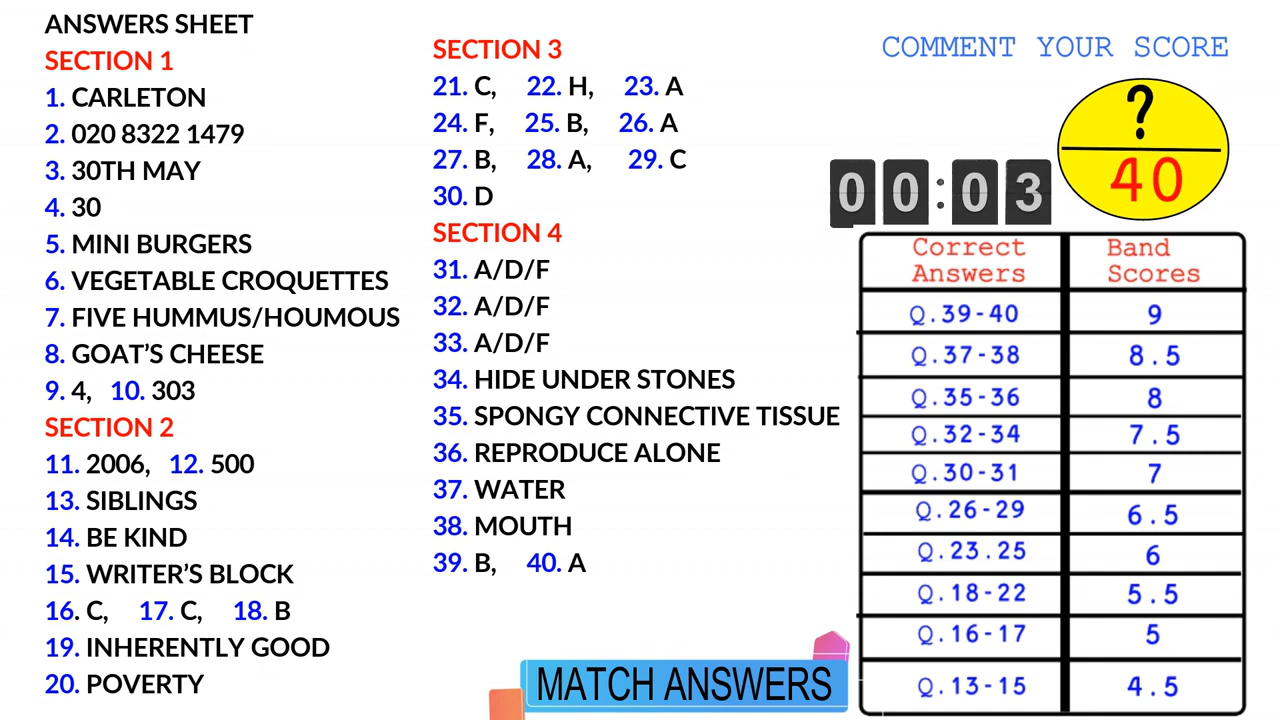 ANSWERS SHEET
SECTION 1
1. CARLETON
2. 020 8322 1479
3. 30TH MAY
4. 30
5. MINI BURGERS
6. VEGETABLE CROQUETTES
7. FIVE HUMMUS/HOUMOUS
8. GOAT'S CHEESE
9. 4, 10. 303
SECTION 2
11. 2006, 12. 500
13. SIBLINGS
14. BE KIND
15. WRITER'S BLOCK
16. C, 17. C, 18. B
19. INHERENTLY GOOD
20. POVERTY
SECTION 3
21. C, 22. H, 23. A
24. F, 25. B, 26. A
27. B, 28. A, 29. C
30. D
SECTION 4
31. A/D/F
32. A/D/F
33. A/D/F
34. HIDE UNDER STONES
35. SPONGY CONNECTIVE TISSUE
36. REPRODUCE ALONE
37. WATER
38. MOUTH
39. B, 40. A
MATCH ANSWERS
COMMENT YOUR SCORE
?
40
00:03
Correct Answers Band Scores
Q.39-40 9
Q.37-38 8.5
Q.35-36 8
Q.32-34 7.5
Q.30-31 7
Q.26-29 6.5
Q.23.25 6
Q.18-22 5.5
Q.16-17 5
Q.13-15 4.5